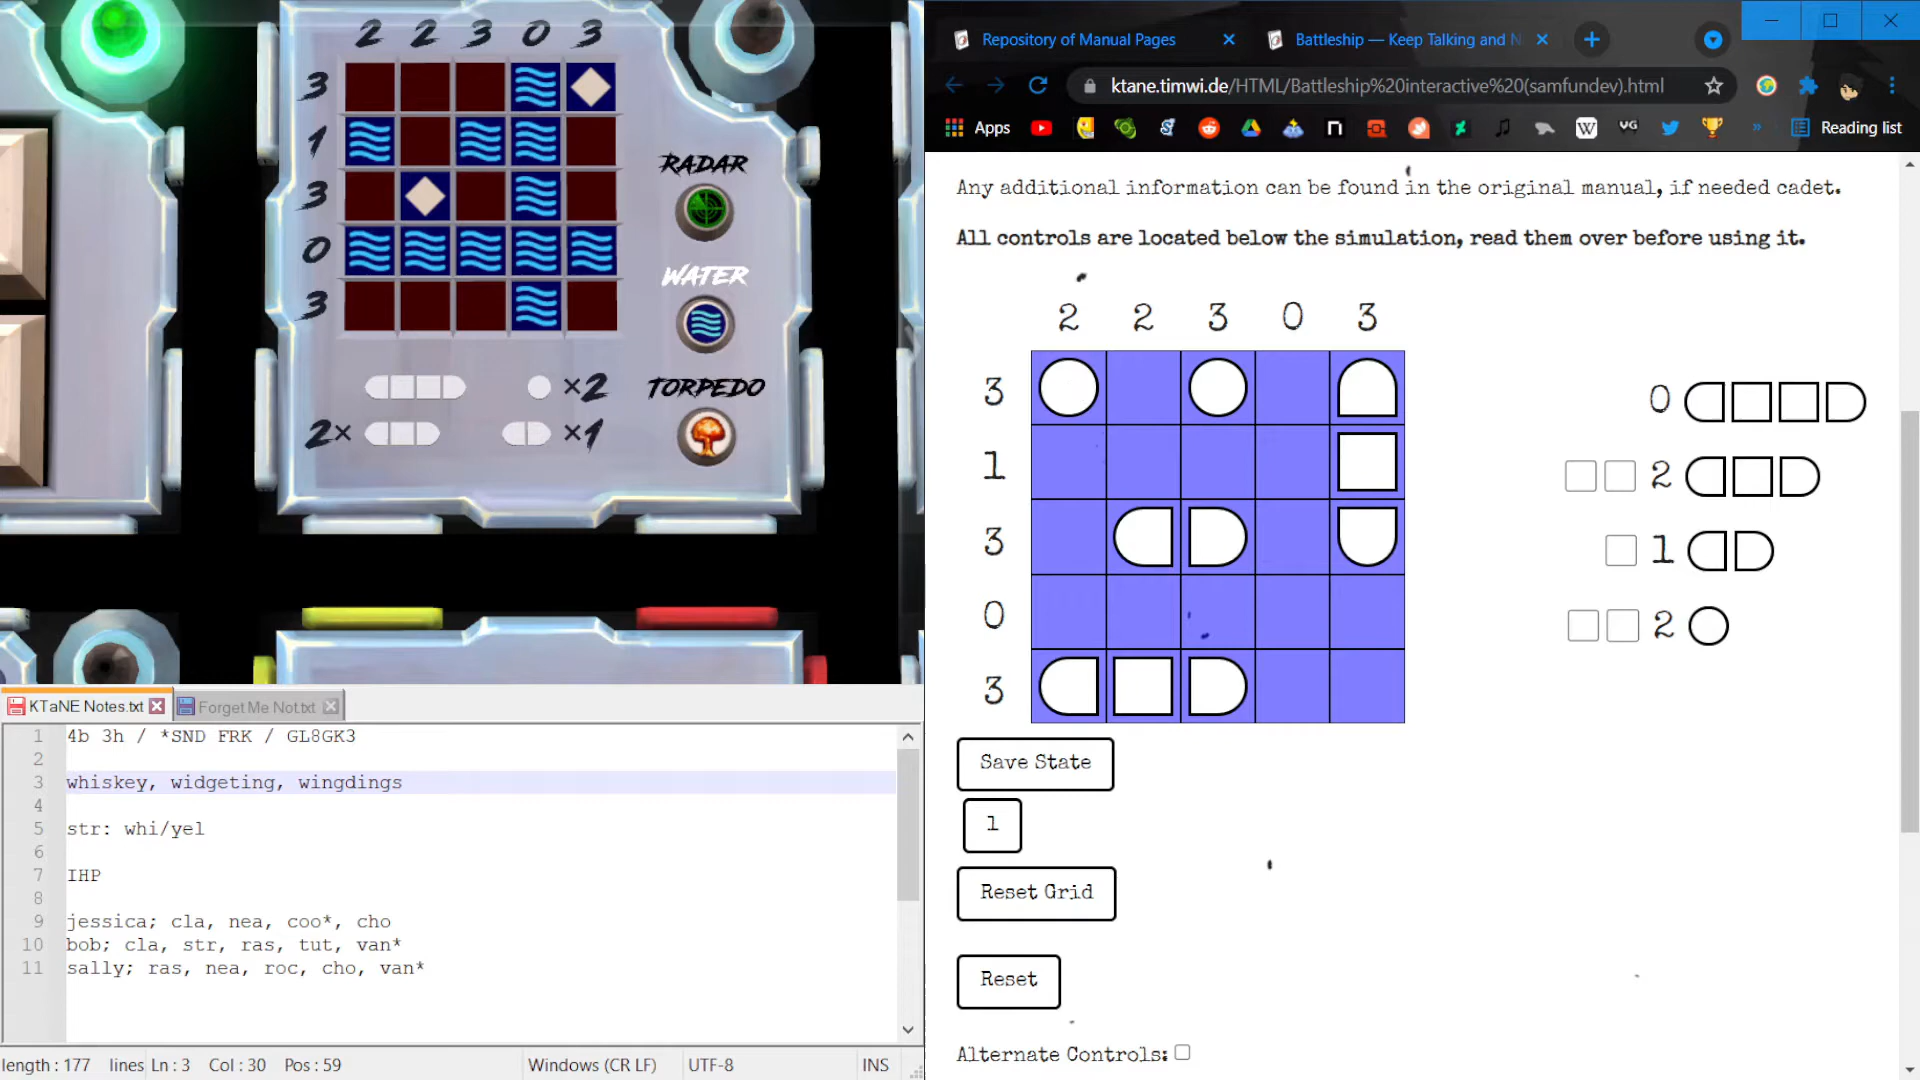 2 2 3 0 3
3
1
3
0
3
RADAR
WATER
TORPEDO
×2
2×
×1
KTaNE Notes.txt
Forget Me Not.txt
1 4b 3h / *SND FRK / GL8GK3
2
3 whiskey, widgeting, wingdings
4
5 str: whi/yel
6
7 IHP
8
9 jessica; cla, nea, coo*, cho
10 bob; cla, str, ras, tut, van*
11 sally; ras, nea, roc, cho, van*
length : 177 lines Ln : 3 Col : 30 Pos : 59 Windows (CR LF) UTF-8 INS
Repository of Manual Pages
Battleship — Keep Talking and N
ktane.timwi.de/HTML/Battleship%20interactive%20(samfundev).html
Apps
W
VG
»
Reading list
Any additional information can be found in the original manual, if needed cadet.
All controls are located below the simulation, read them over before using it.
2 2 3 0 3
3
1
3
0
3
0
2
1
2
Save State
1
Reset Grid
Reset
Alternate Controls: